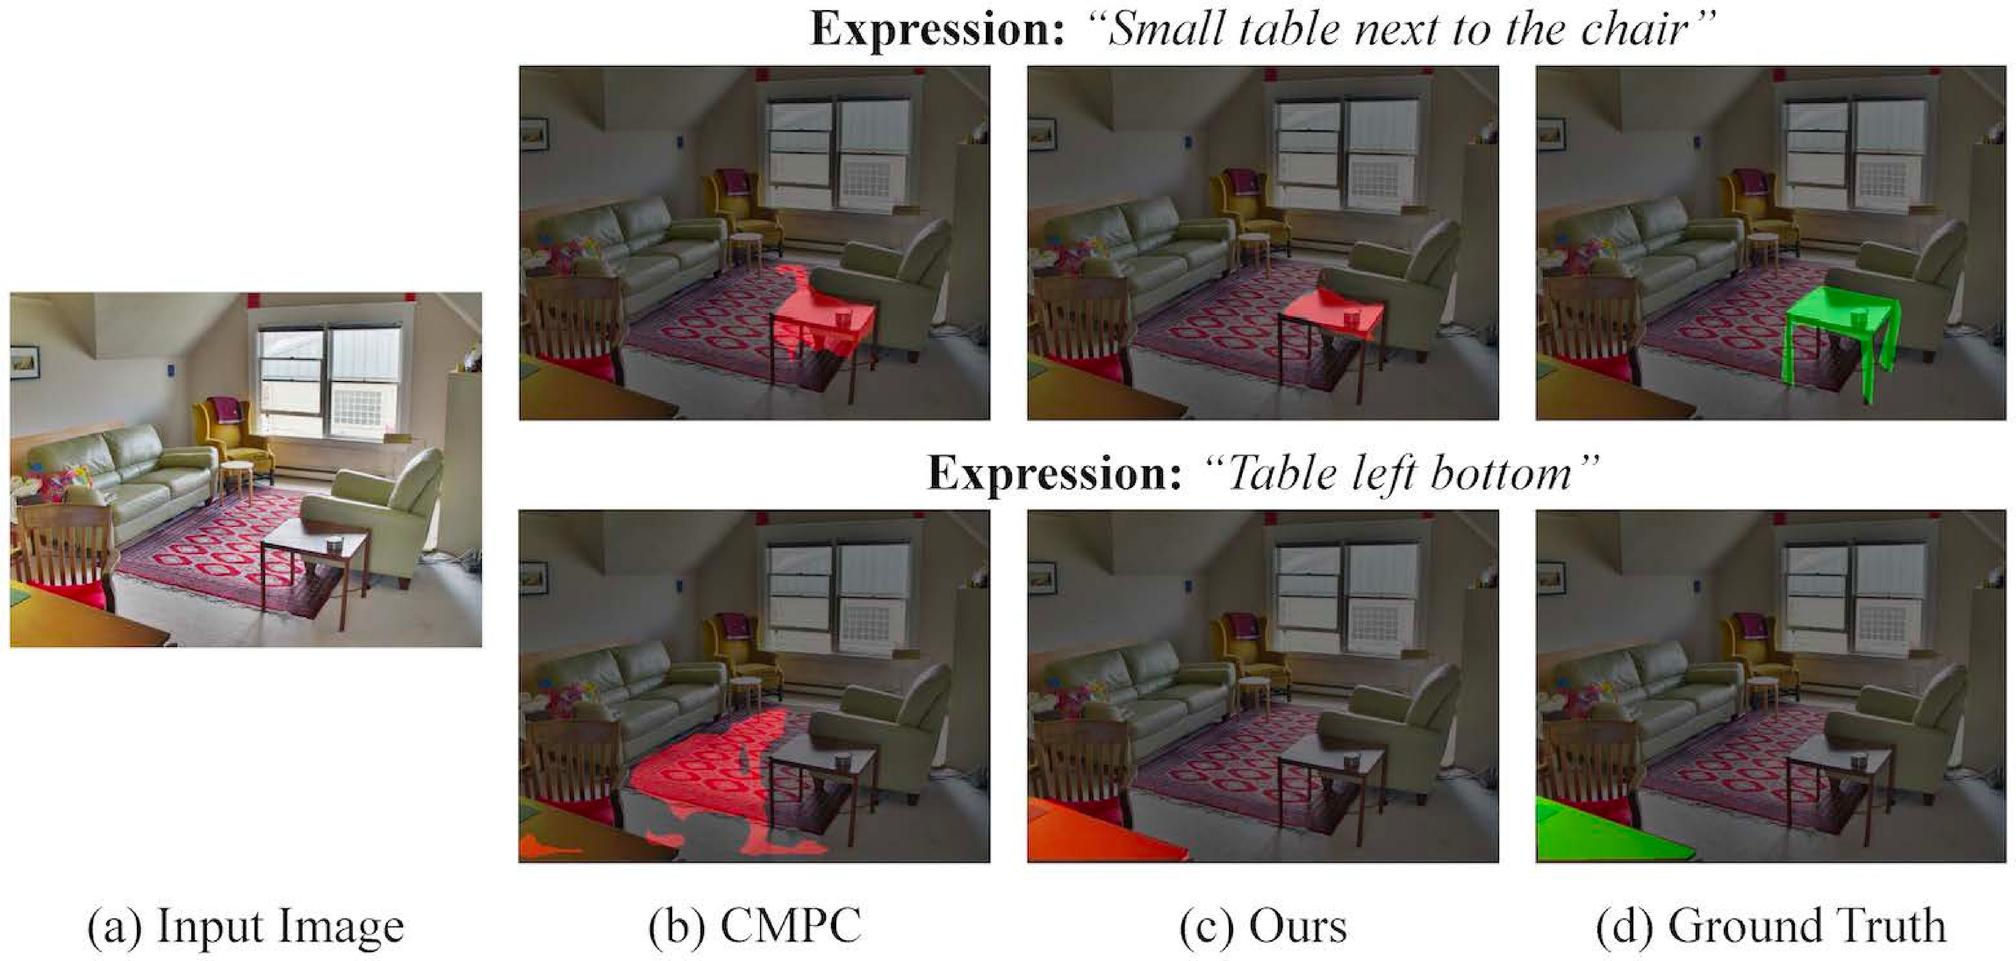 Expression: “Small table next to the chair”
Expression: “Table left bottom”
(a) Input Image
(b) CMPC
(c) Ours
(d) Ground Truth